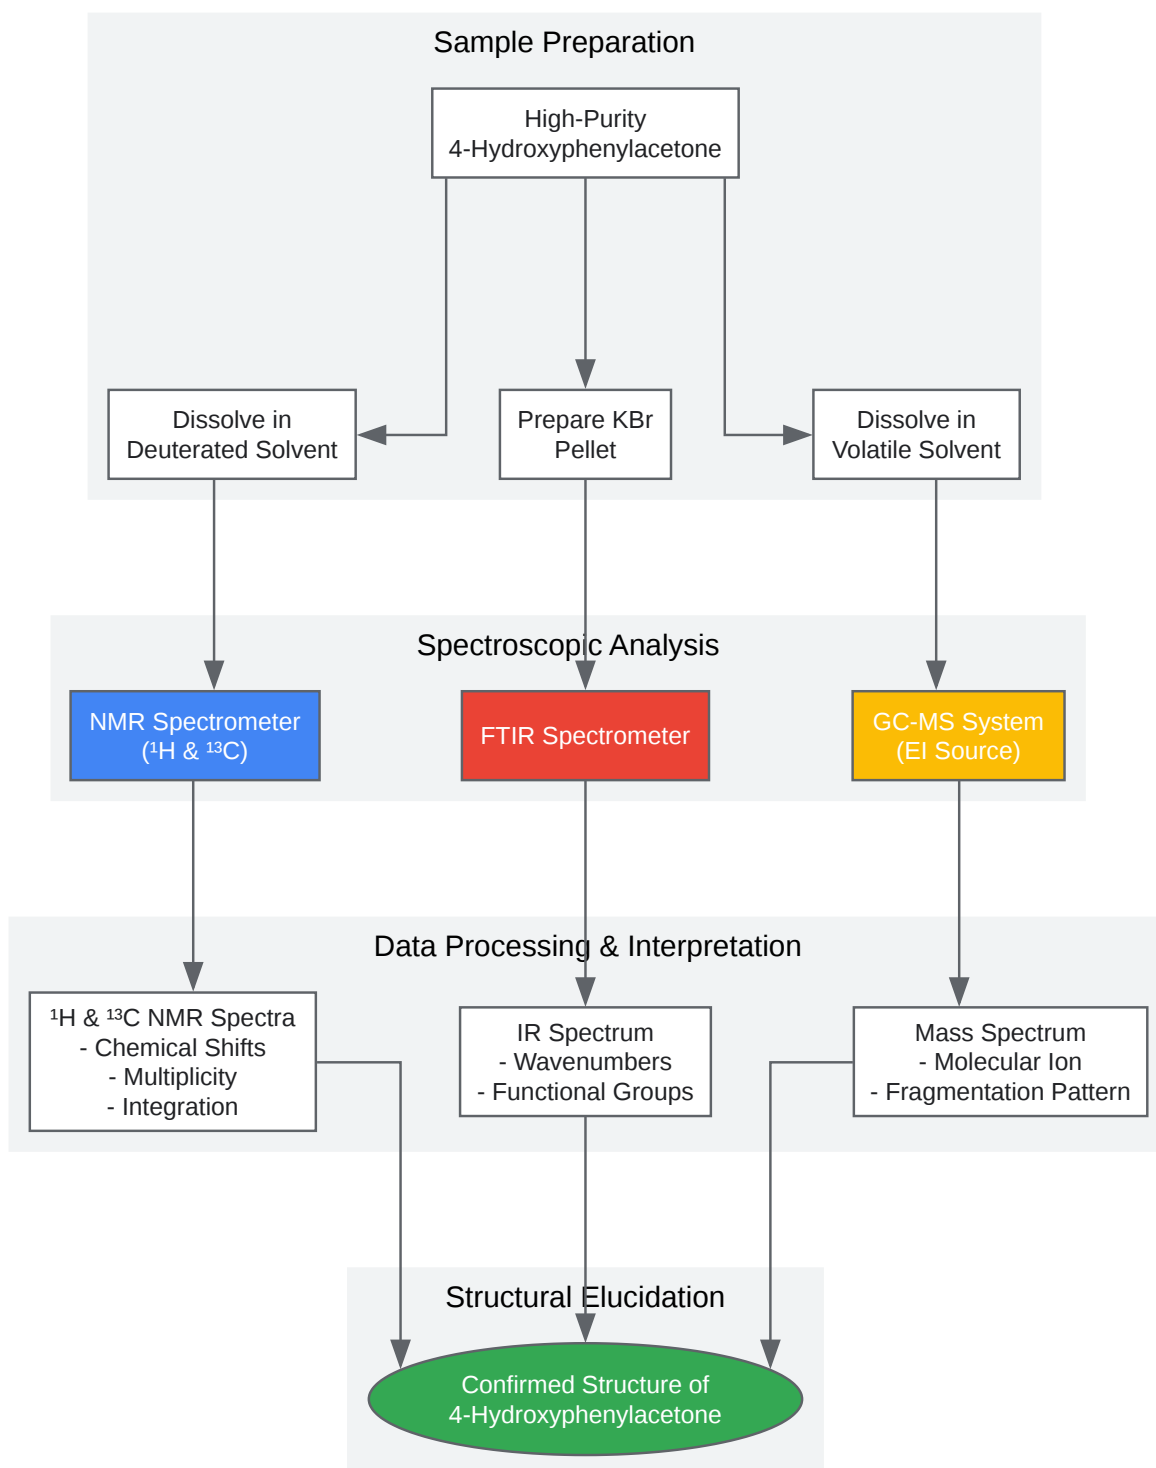 Sample Preparation
High-Purity
4-Hydroxyphenylacetone
Dissolve in
Deuterated Solvent
Prepare KBr
Pellet
Dissolve in
Volatile Solvent
Spectroscopic Analysis
NMR Spectrometer
(¹H & ¹³C)
FTIR Spectrometer
GC-MS System
(EI Source)
Data Processing & Interpretation
¹H & ¹³C NMR Spectra
- Chemical Shifts
- Multiplicity
- Integration
IR Spectrum
- Wavenumbers
- Functional Groups
Mass Spectrum
- Molecular Ion
- Fragmentation Pattern
Structural Elucidation
Confirmed Structure of
4-Hydroxyphenylacetone